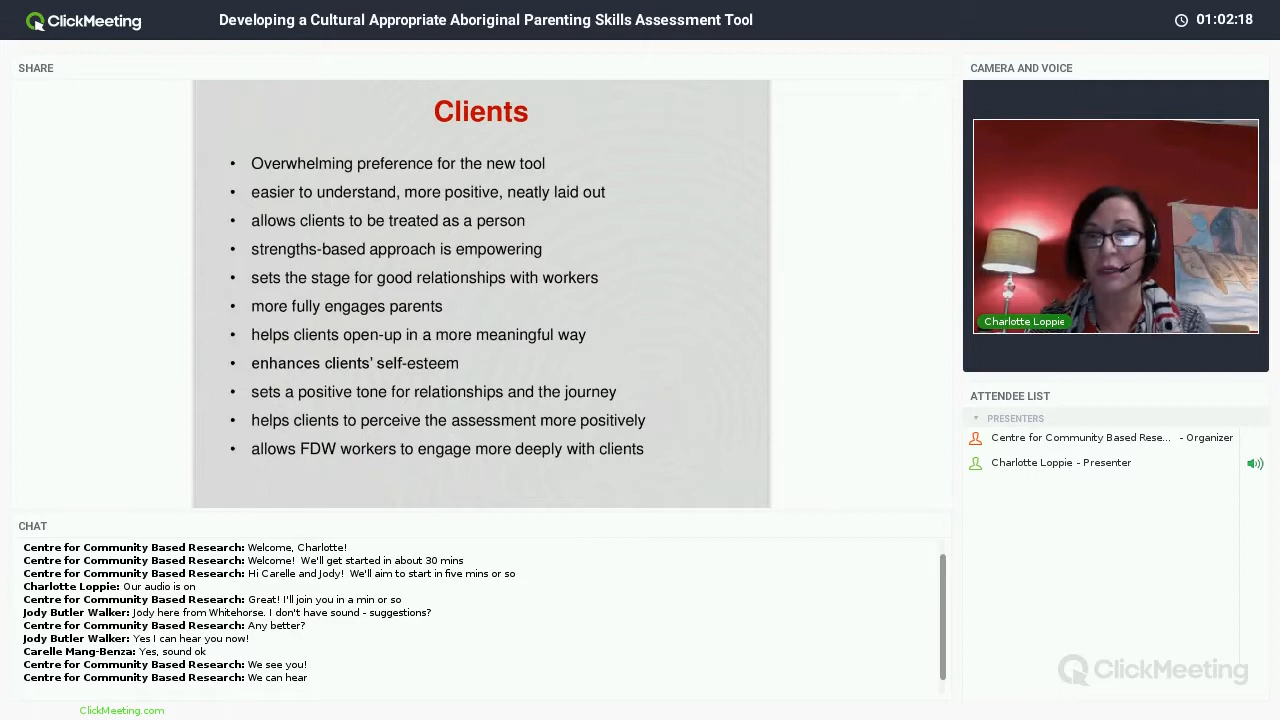 ClickMeeting
Developing a Cultural Appropriate Aboriginal Parenting Skills Assessment Tool
01:02:18
SHARE
Clients
• Overwhelming preference for the new tool
• easier to understand, more positive, neatly laid out
• allows clients to be treated as a person
• strengths-based approach is empowering
• sets the stage for good relationships with workers
• more fully engages parents
• helps clients open-up in a more meaningful way
• enhances clients' self-esteem
• sets a positive tone for relationships and the journey
• helps clients to perceive the assessment more positively
• allows FDW workers to engage more deeply with clients
CAMERA AND VOICE
Charlotte Loppie
ATTENDEE LIST
PRESENTERS
Centre for Community Based Rese... - Organizer
Charlotte Loppie - Presenter
CHAT
Centre for Community Based Research: Welcome, Charlotte!
Centre for Community Based Research: Welcome! We'll get started in about 30 mins
Centre for Community Based Research: Hi Carelle and Jody! We'll aim to start in five mins or so
Charlotte Loppie: Our audio is on
Centre for Community Based Research: Great! I'll join you in a min or so
Jody Butler Walker: Jody here from Whitehorse. I don't have sound - suggestions?
Centre for Community Based Research: Any better?
Jody Butler Walker: Yes I can hear you now!
Carelle Mang-Benza: Yes, sound ok
Centre for Community Based Research: We see you!
Centre for Community Based Research: We can hear
ClickMeeting
ClickMeeting.com